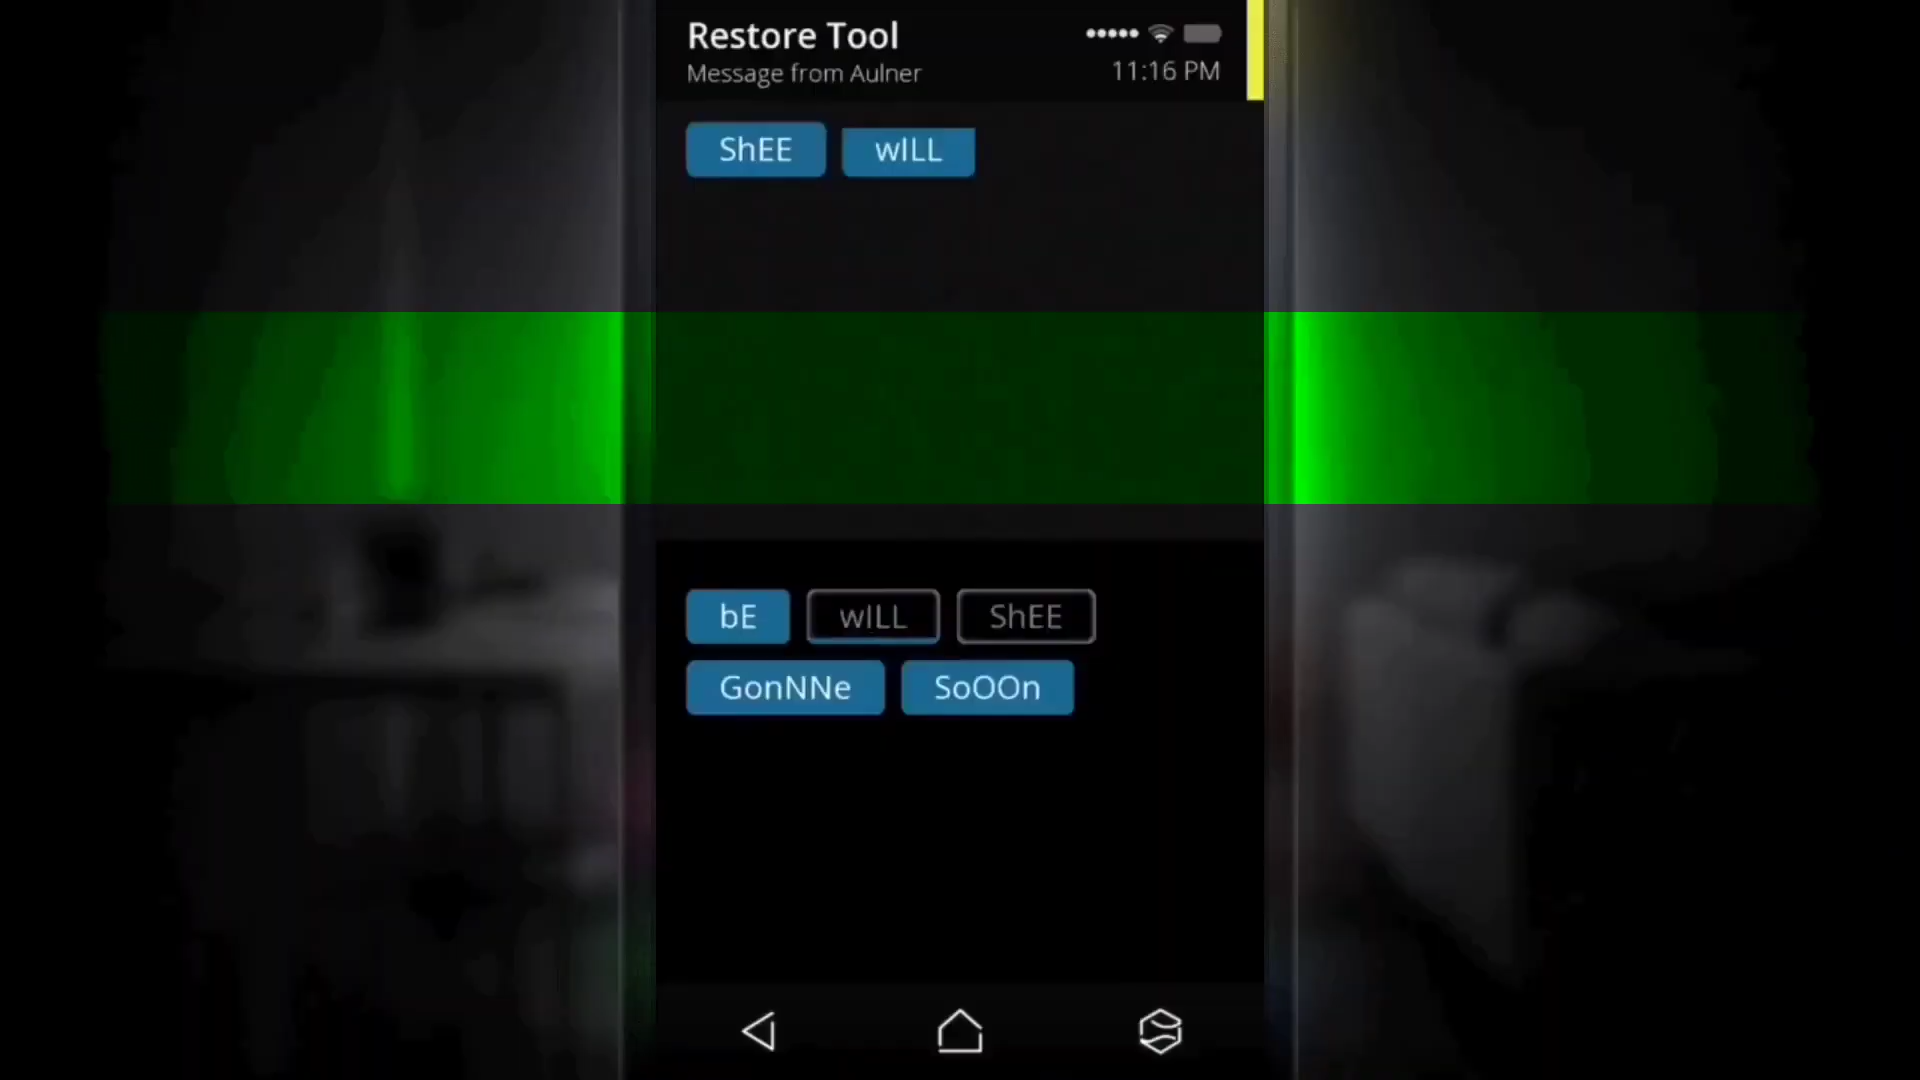 Restore Tool
Message from Aulner
11:16 PM
ShEE wILL
bE wILL ShEE
GonNNe SoOOn